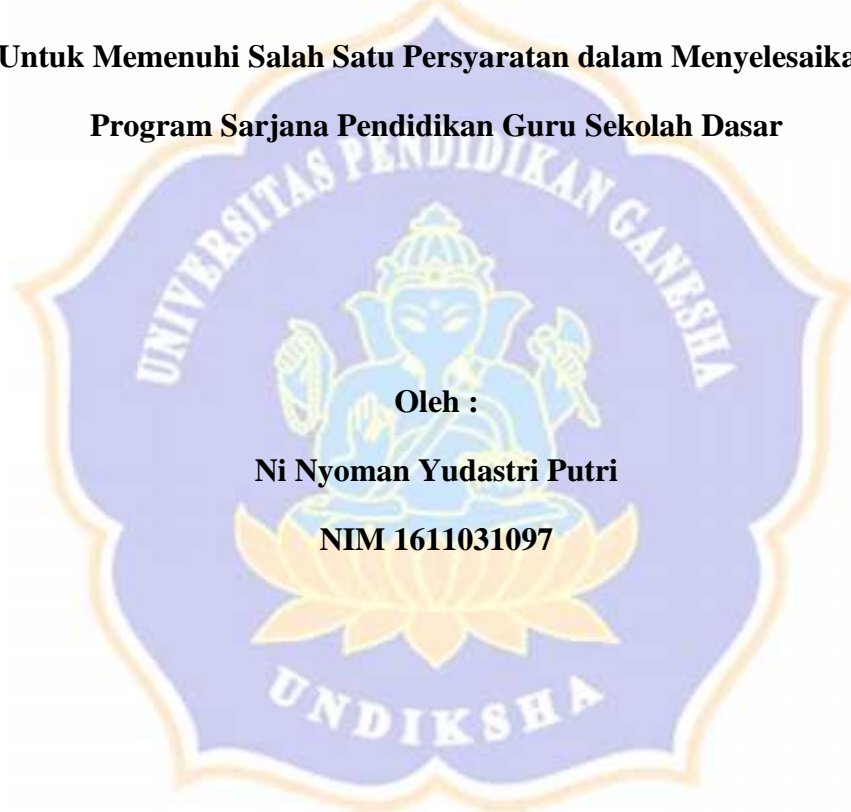 Untuk Memenuhi Salah Satu Persyaratan dalam Menyelesaika
Program Sarjana Pendidikan Guru Sekolah Dasar
UNIVERSITAS PENDIDIKAN GANESHA
Oleh :
Ni Nyoman Yudastri Putri
NIM 1611031097
UNDIKSHA